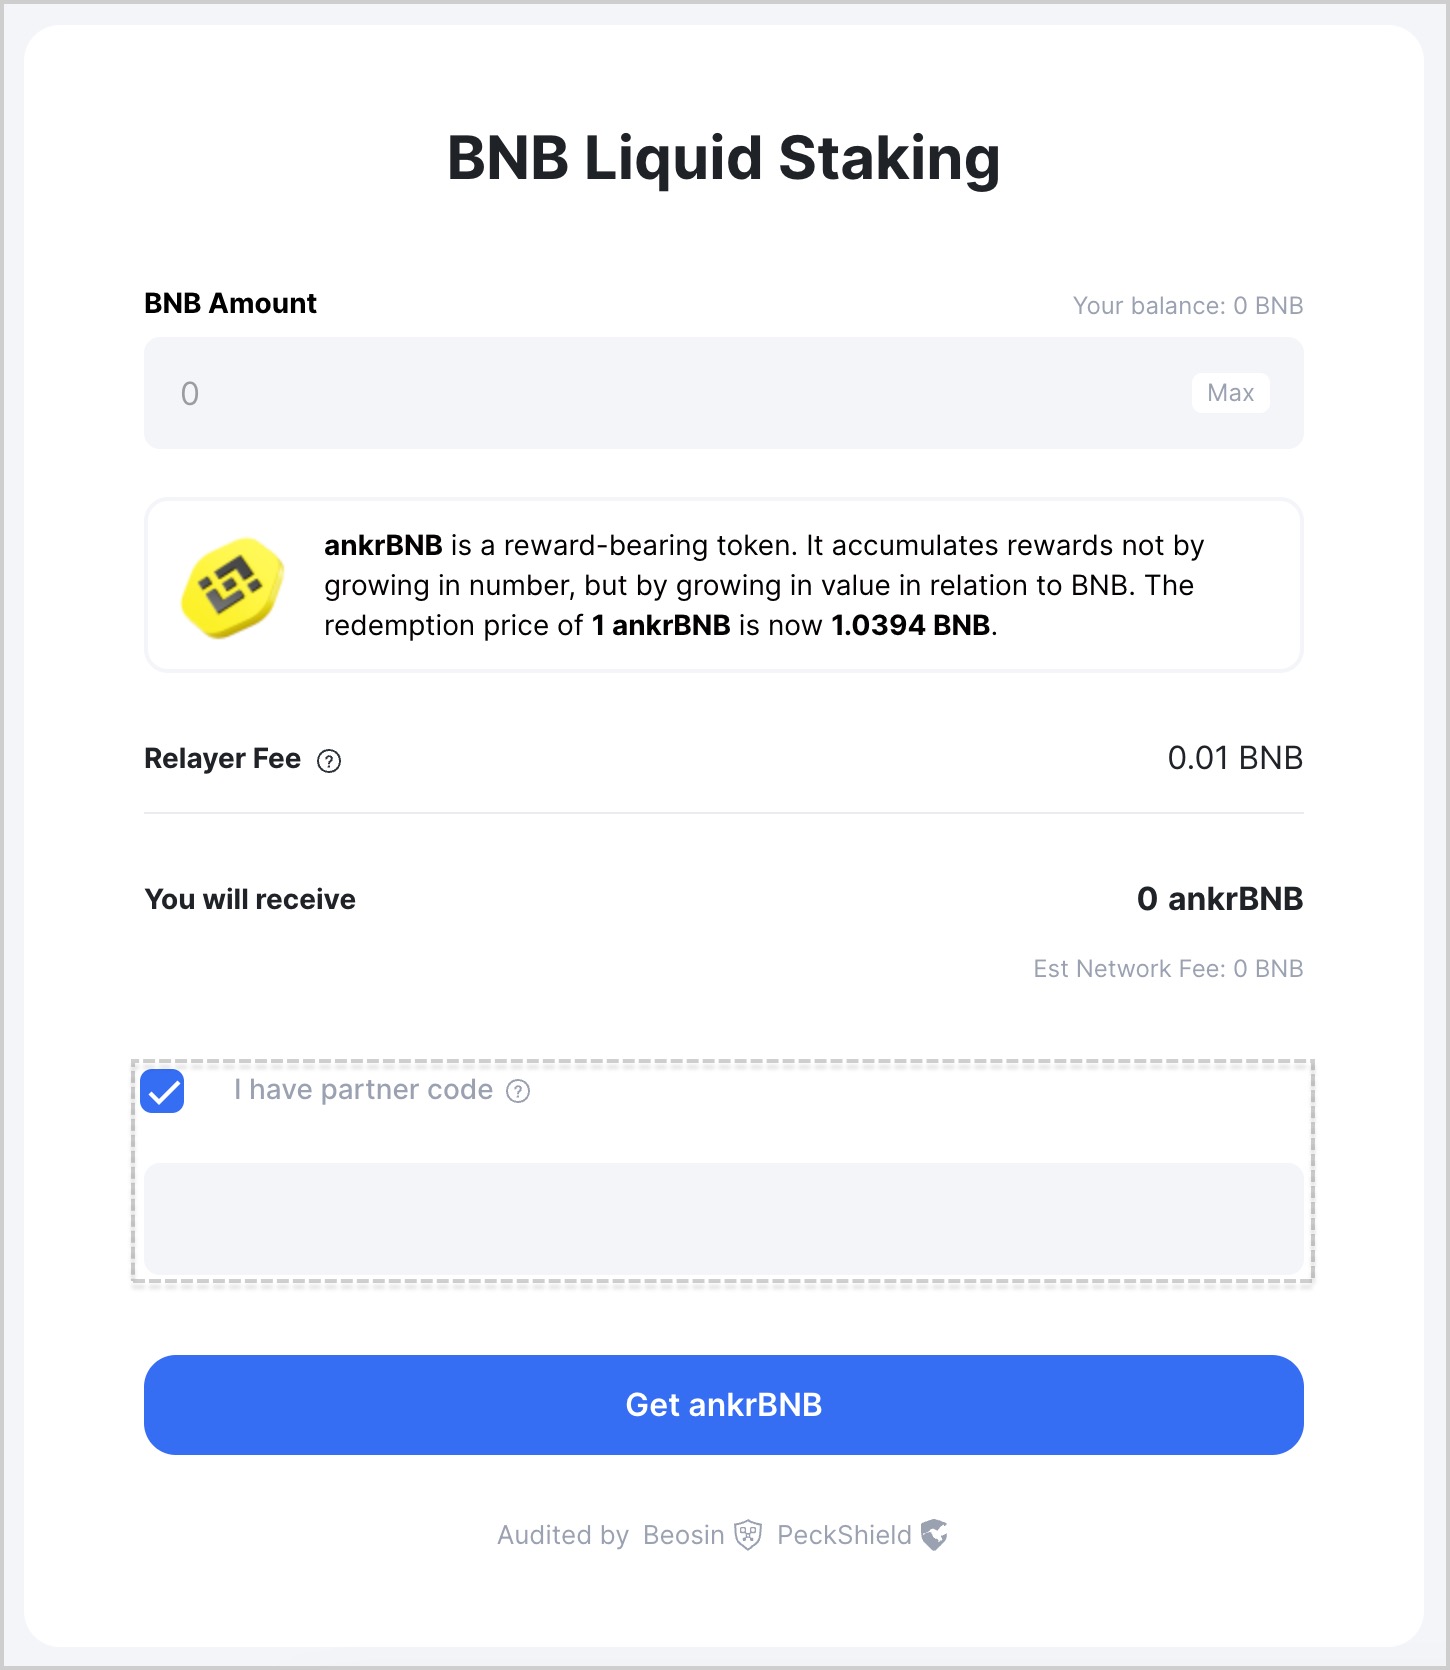 BNB Liquid Staking
BNB Amount
Your balance: 0 BNB
0
Max
ankrBNB is a reward-bearing token. It accumulates rewards not by
growing in number, but by growing in value in relation to BNB. The
redemption price of 1 ankrBNB is now 1.0394 BNB.
Relayer Fee ?
0.01 BNB
You will receive
0 ankrBNB
Est Network Fee: 0 BNB
I have partner code ?
Get ankrBNB
Audited by Beosin PeckShield